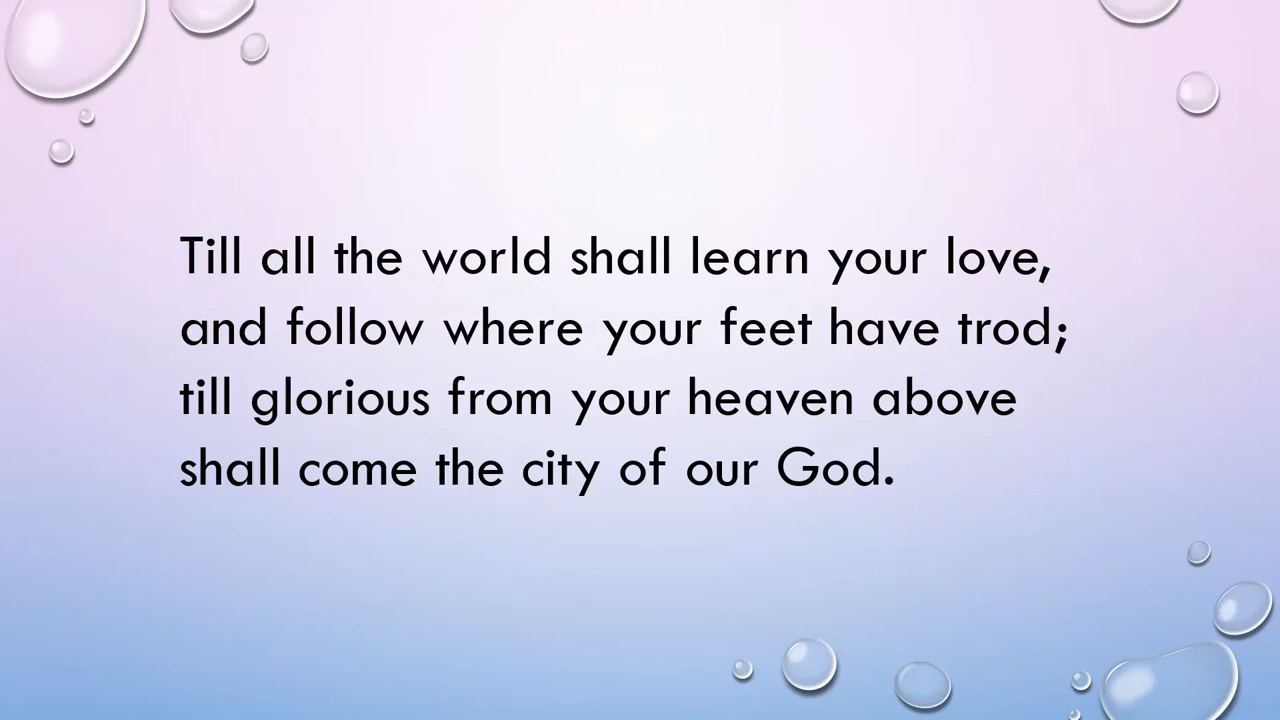 Till all the world shall learn your love,
and follow where your feet have trod;
till glorious from your heaven above
shall come the city of our God.